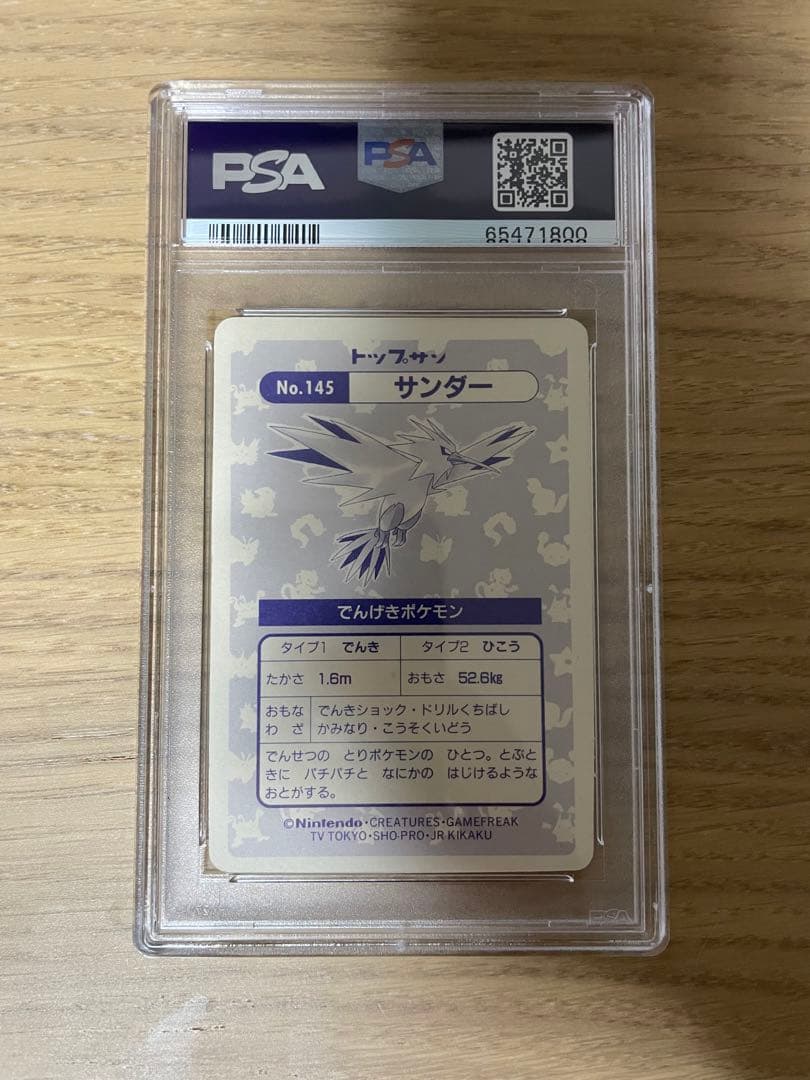 PSA
PSA
65471800
トップサン
No.145 サンダー
でんげきポケモン
タイプ1 でんき タイプ2 ひこう
たかさ 1.6m おもさ 52.6kg
おもな でんきショック・ドリルくちばし
わざ かみなり・こうそくいどう
でんせつの とりポケモンの ひとつ。とぶと
きに パチパチと なにかの はじけるような
おとがする。
©Nintendo・CREATURES・GAMEFREAK
TV TOKYO・SHO-PRO・JR KIKAKU
PSA